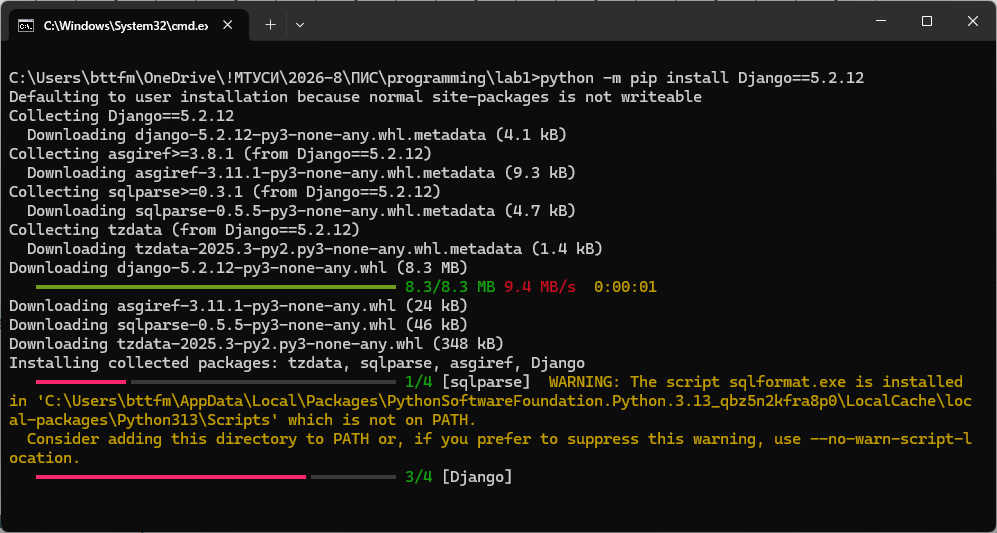 C:\Windows\System32\cmd.ex
C:\Users\bttfm\OneDrive\!МТУСИ\2026-8\ПИС\programming\lab1>python -m pip install Django==5.2.12
Defaulting to user installation because normal site-packages is not writeable
Collecting Django==5.2.12
  Downloading django-5.2.12-py3-none-any.whl.metadata (4.1 kB)
Collecting asgiref>=3.8.1 (from Django==5.2.12)
  Downloading asgiref-3.11.1-py3-none-any.whl.metadata (9.3 kB)
Collecting sqlparse>=0.3.1 (from Django==5.2.12)
  Downloading sqlparse-0.5.5-py3-none-any.whl.metadata (4.7 kB)
Collecting tzdata (from Django==5.2.12)
  Downloading tzdata-2025.3-py2.py3-none-any.whl.metadata (1.4 kB)
Downloading django-5.2.12-py3-none-any.whl (8.3 MB)
8.3/8.3 MB 9.4 MB/s  0:00:01
Downloading asgiref-3.11.1-py3-none-any.whl (24 kB)
Downloading sqlparse-0.5.5-py3-none-any.whl (46 kB)
Downloading tzdata-2025.3-py2.py3-none-any.whl (348 kB)
Installing collected packages: tzdata, sqlparse, asgiref, Django
1/4 [sqlparse]  WARNING: The script sqlformat.exe is installed
in 'C:\Users\bttfm\AppData\Local\Packages\PythonSoftwareFoundation.Python.3.13_qbz5n2kfra8p0\LocalCache\loc
al-packages\Python313\Scripts' which is not on PATH.
  Consider adding this directory to PATH or, if you prefer to suppress this warning, use --no-warn-script-l
ocation.
3/4 [Django]